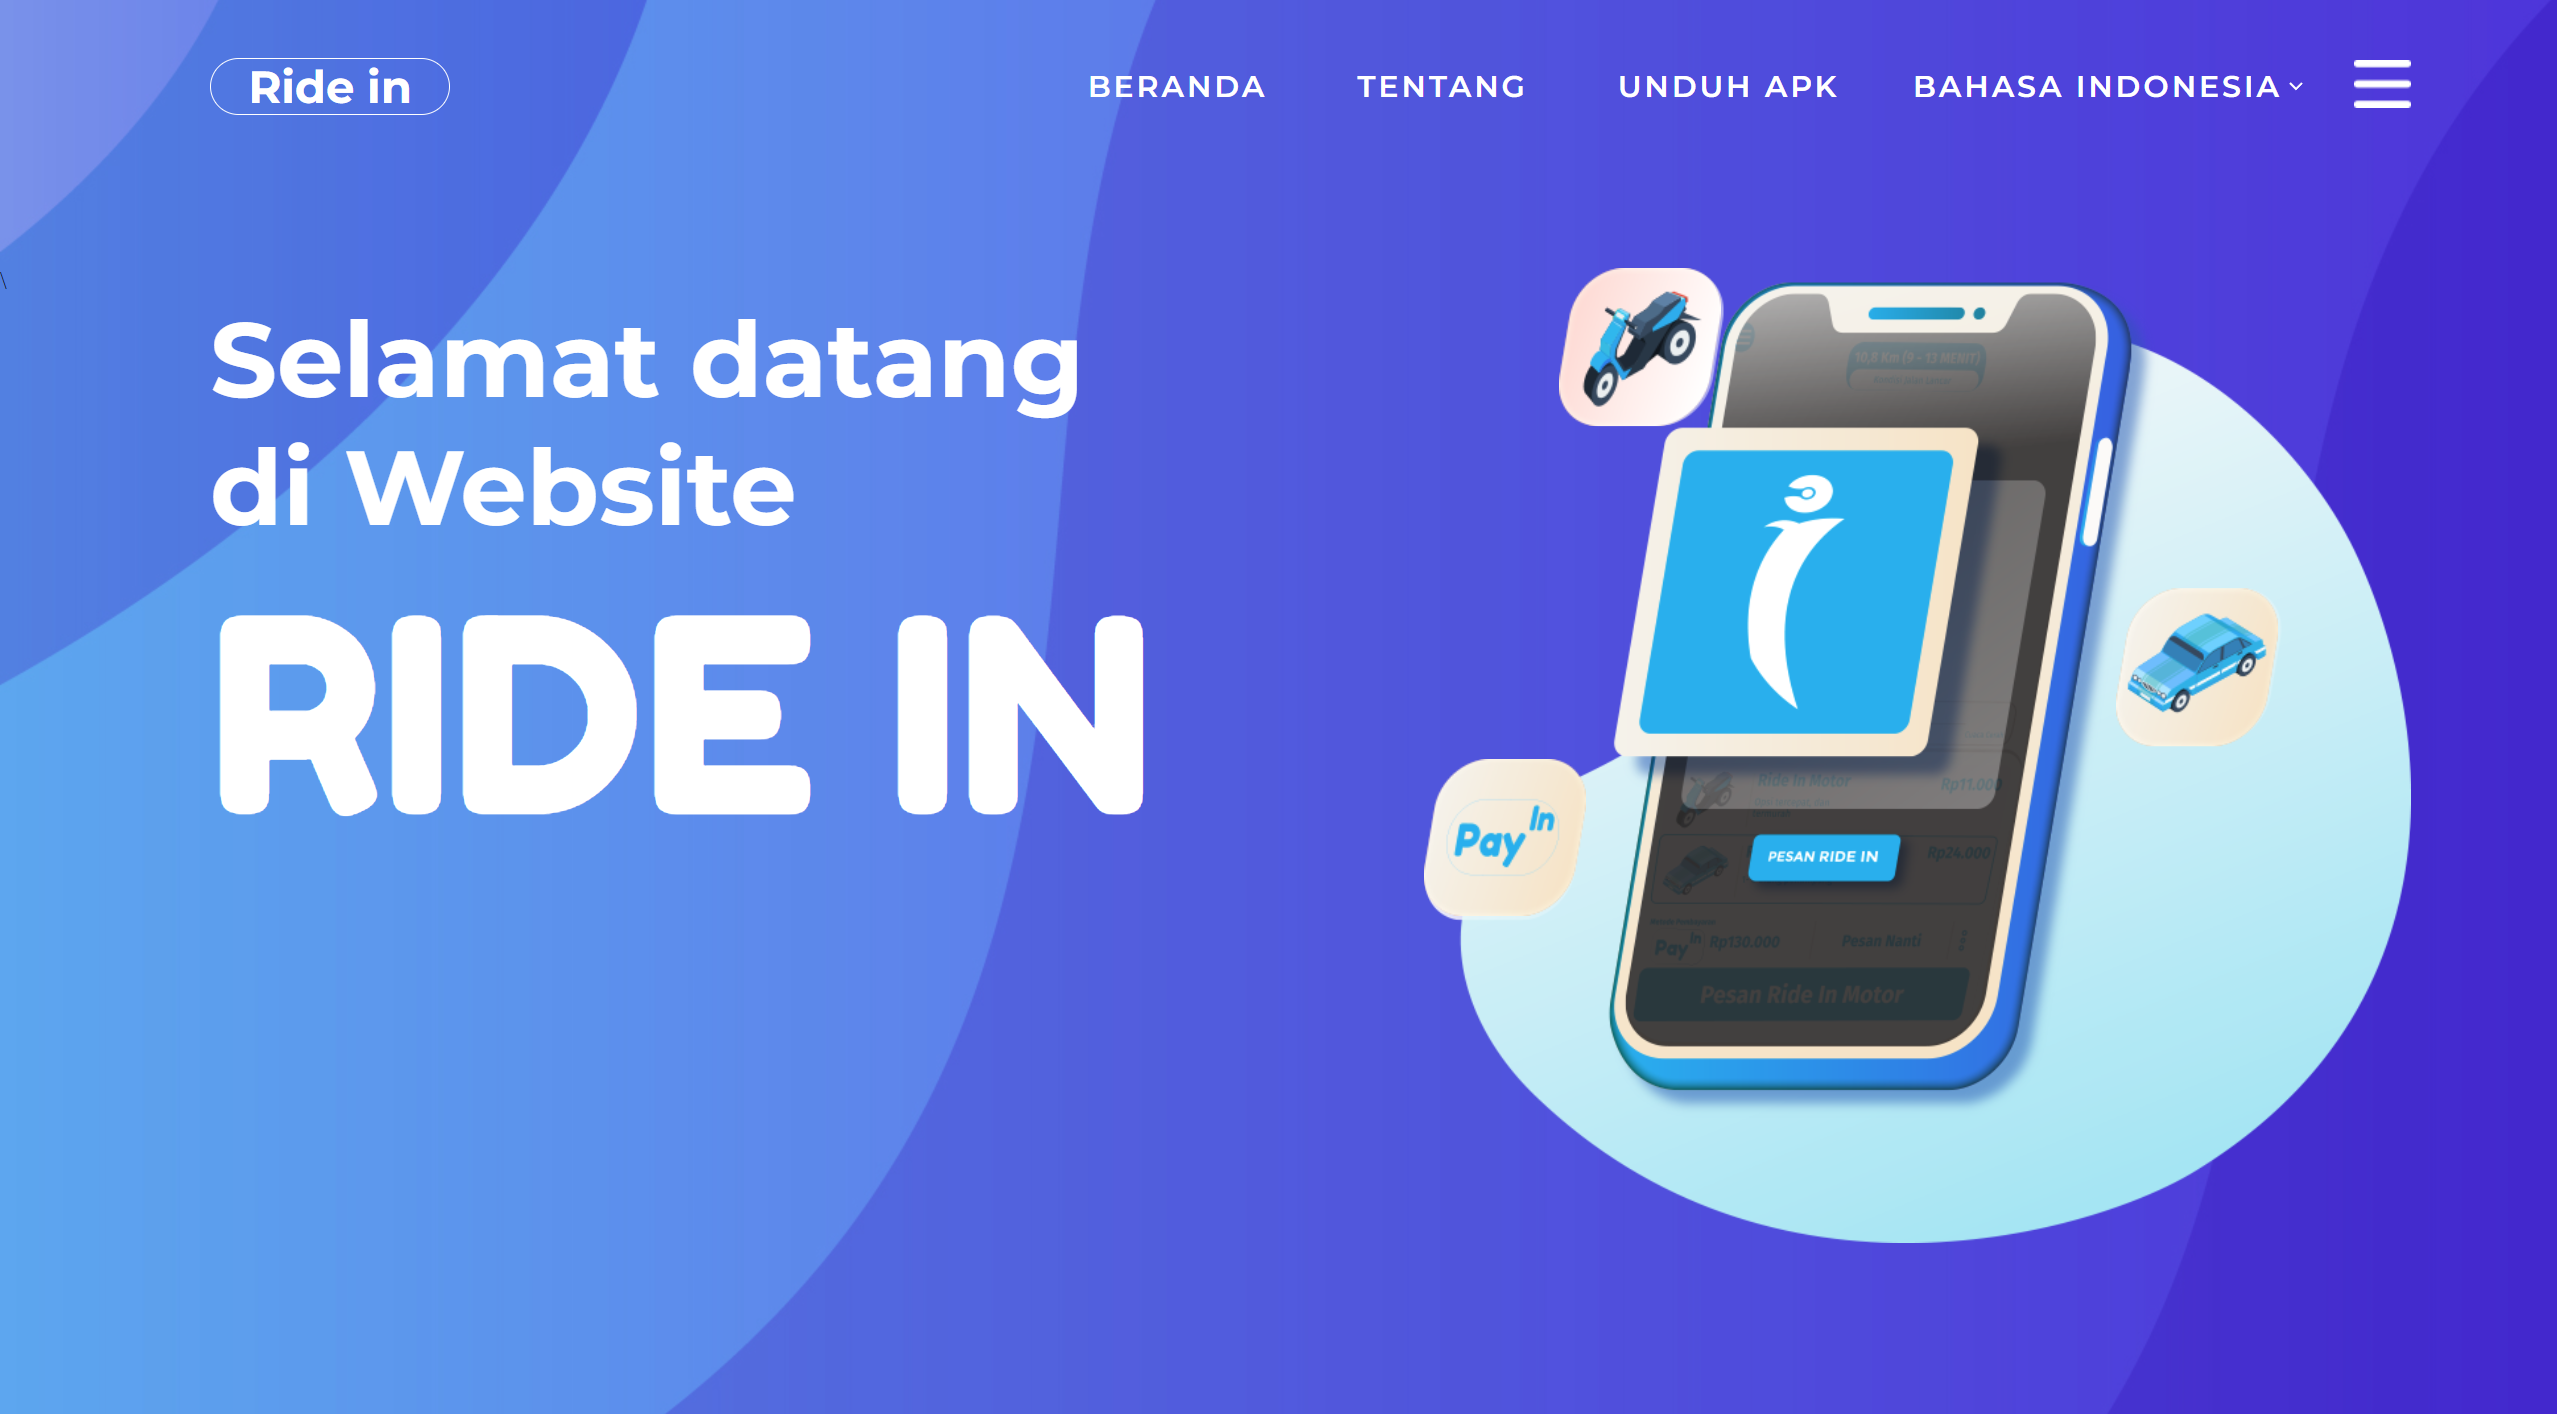 Ride in
BERANDA
TENTANG
UNDUH APK
BAHASA INDONESIA
\
Selamat datang
di Website
RIDE IN
10,8 Km (9 - 13 MENIT)
Ride In Motor
Rp11.000
Pay In
PESAN RIDE IN
Rp24.000
Pay In
Rp130.000
Pesan Nanti
Pesan Ride In Motor